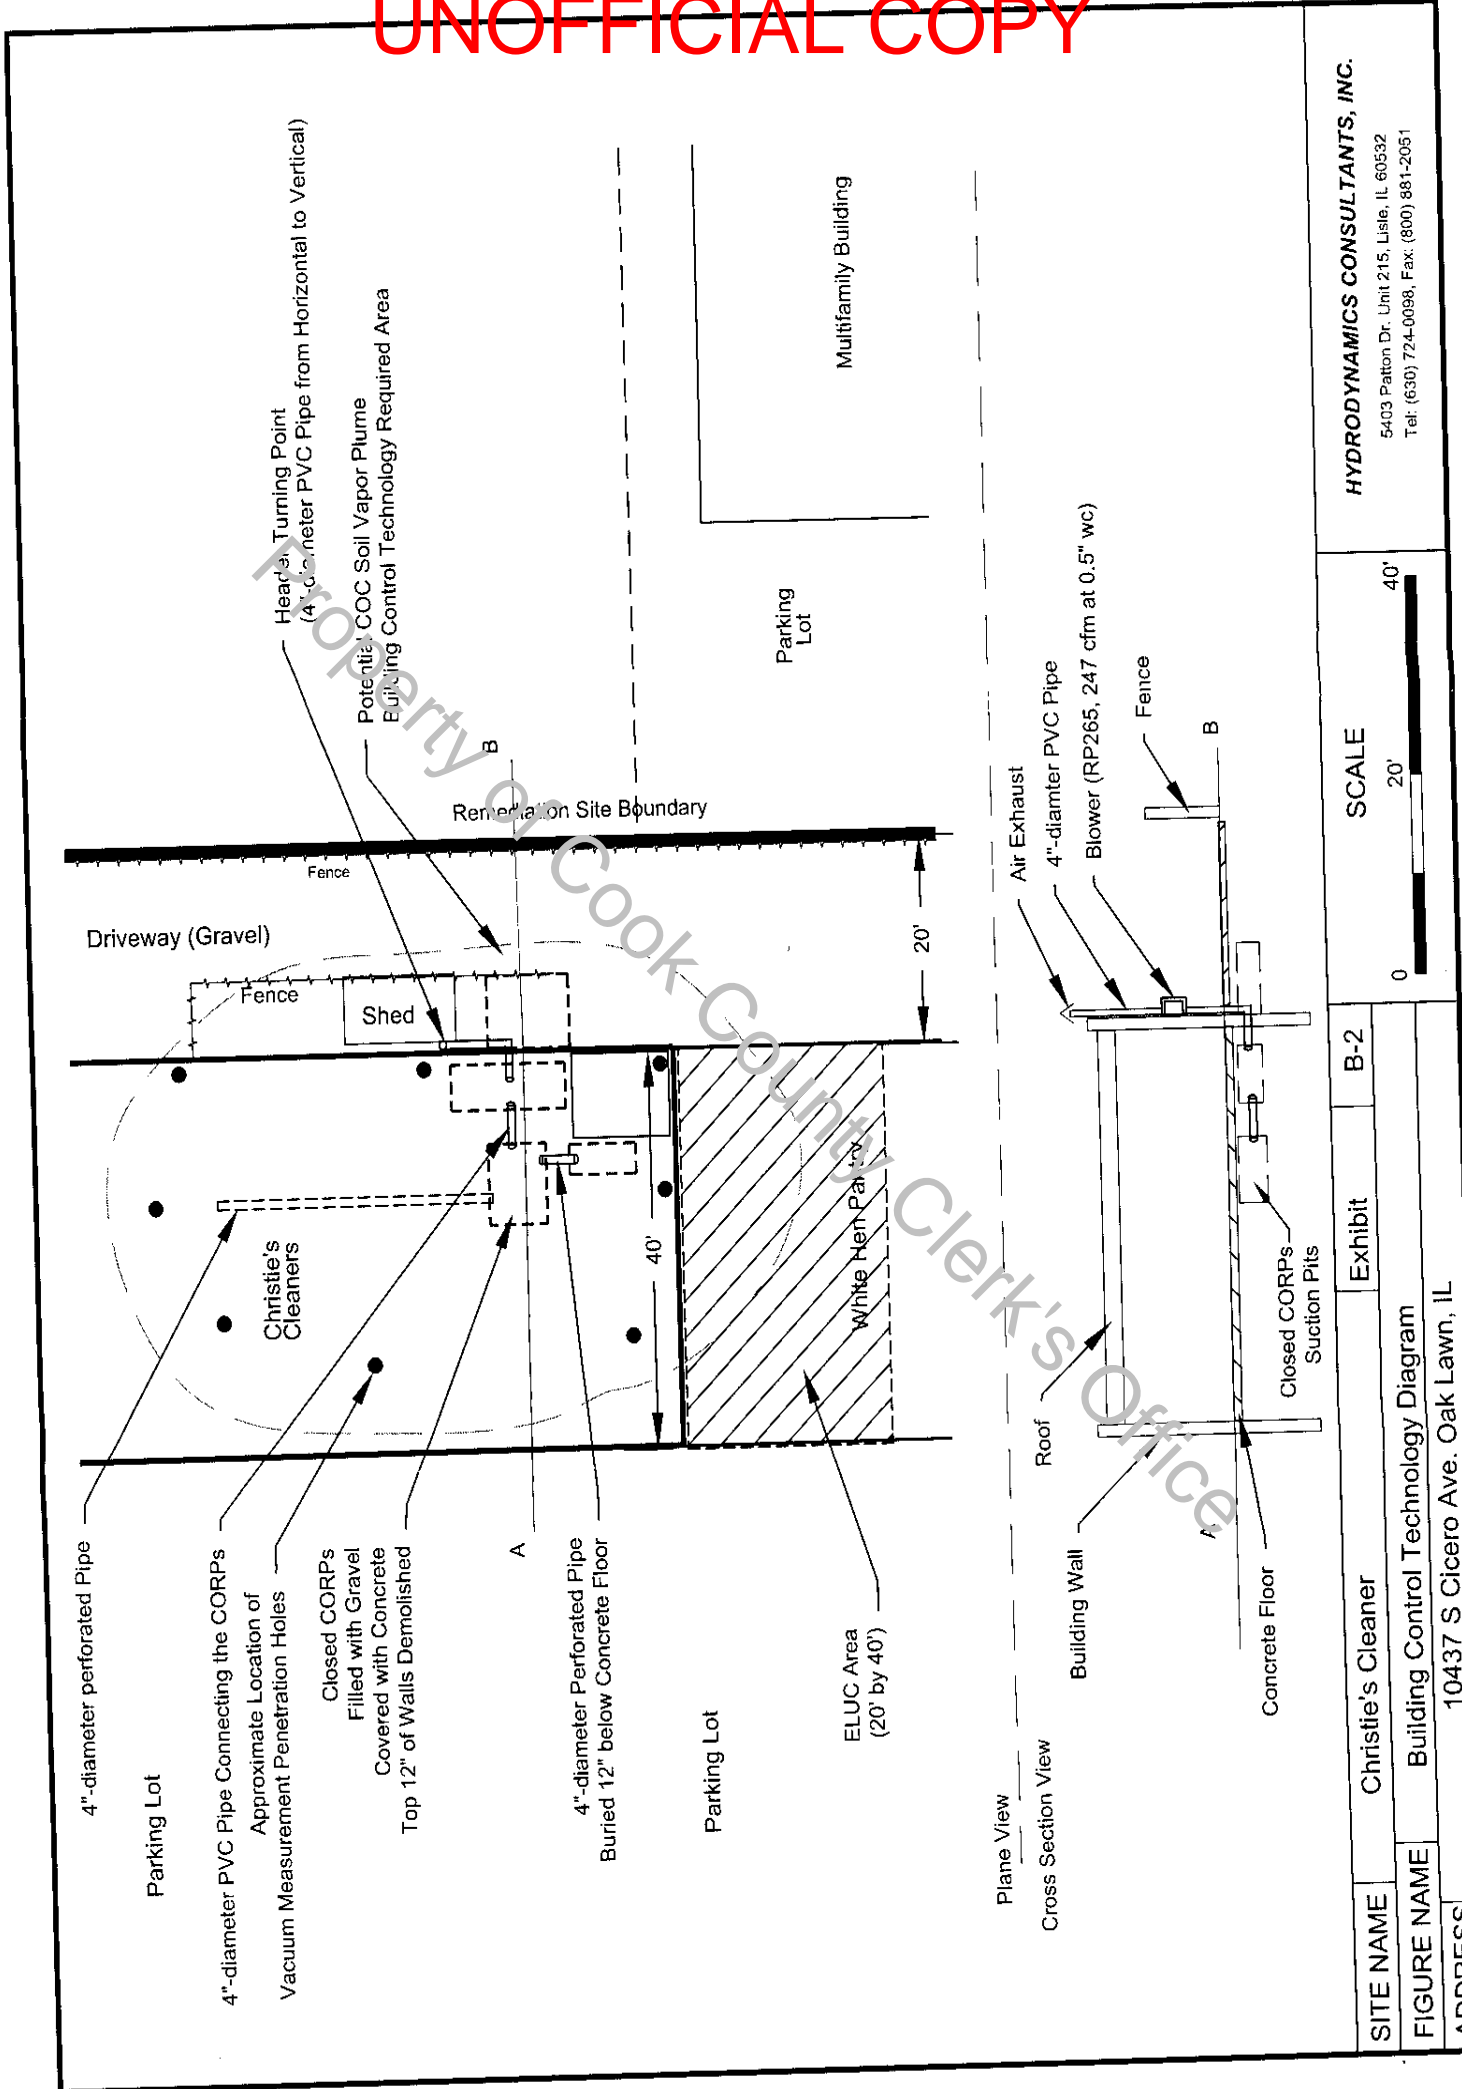 UNOFFICIAL COPY
Property of Cook County Clerk's Office
4"-diameter perforated Pipe
Parking Lot
4"-diameter PVC Pipe Connecting the CORPs
Approximate Location of
Vacuum Measurement Penetration Holes
Closed CORPs
Filled with Gravel
Covered with Concrete
Top 12" of Walls Demolished
4"-diameter Perforated Pipe
Buried 12" below Concrete Floor
Parking Lot
ELUC Area
(20' by 40')
Christie's
Cleaners
Driveway (Gravel)
Fence
Fence
Shed
A
B
40'
20'
White Hen Pantry
Remediation Site Boundary
Header Turning Point
(4"-diameter PVC Pipe from Horizontal to Vertical)
Potential COC Soil Vapor Plume
Building Control Technology Required Area
Parking
Lot
Multifamily Building
Plane View
Cross Section View
Roof
Building Wall
Concrete Floor
A
Air Exhaust
4"-diamter PVC Pipe
Blower (RP265, 247 cfm at 0.5" wc)
Fence
B
Closed CORPs
Suction Pits
SITE NAME
Christie's Cleaner
Exhibit
B-2
FIGURE NAME
Building Control Technology Diagram
ADDRESS
10437 S Cicero Ave. Oak Lawn, IL
SCALE
0
20'
40'
HYDRODYNAMICS CONSULTANTS, INC.
5403 Patton Dr. Unit 215, Lisle, IL 60532
Tel: (630) 724-0098, Fax: (800) 881-2051